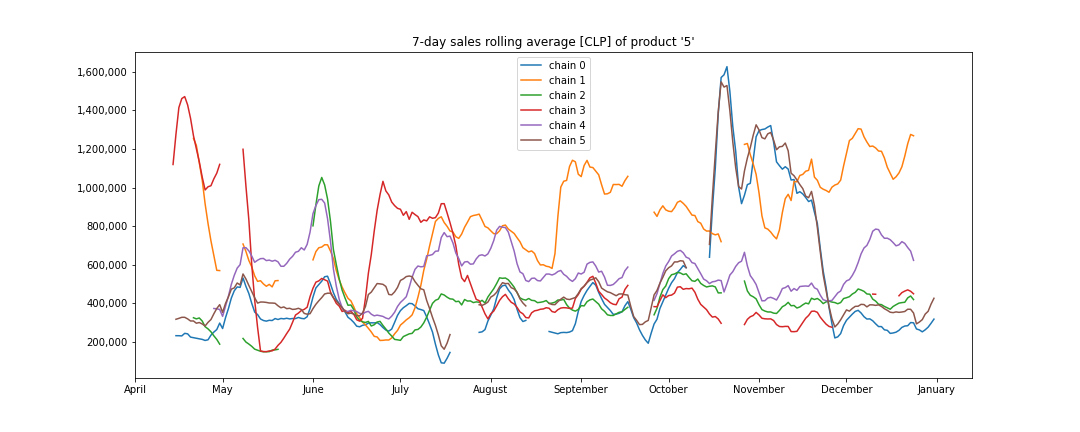 7-day sales rolling average [CLP] of product '5'
1,600,000
1,400,000
1,200,000
1,000,000
800,000
600,000
400,000
200,000
chain 0
chain 1
chain 2
chain 3
chain 4
chain 5
April May June July August September October November December January